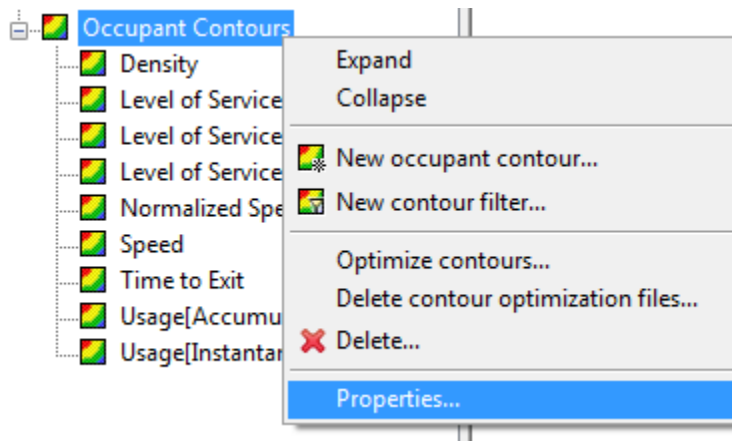 Occupant Contours
Density
Level of Service
Level of Service
Level of Service
Normalized Spe
Speed
Time to Exit
Usage[Accumu
Usage[Instantar
Expand
Collapse
New occupant contour...
New contour filter...
Optimize contours...
Delete contour optimization files...
Delete...
Properties...